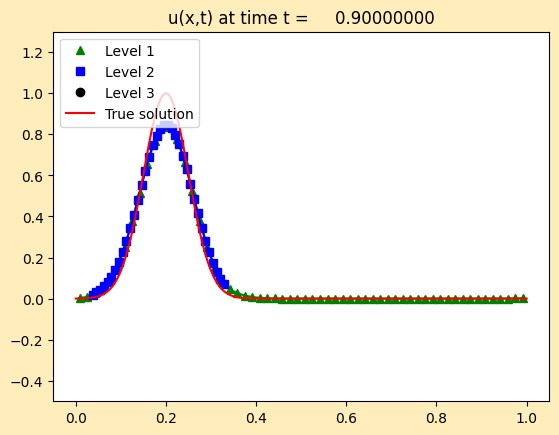 u(x,t) at time t =     0.90000000
Level 1
Level 2
Level 3
True solution
1.2
1.0
0.8
0.6
0.4
0.2
0.0
−0.2
−0.4
0.0 0.2 0.4 0.6 0.8 1.0